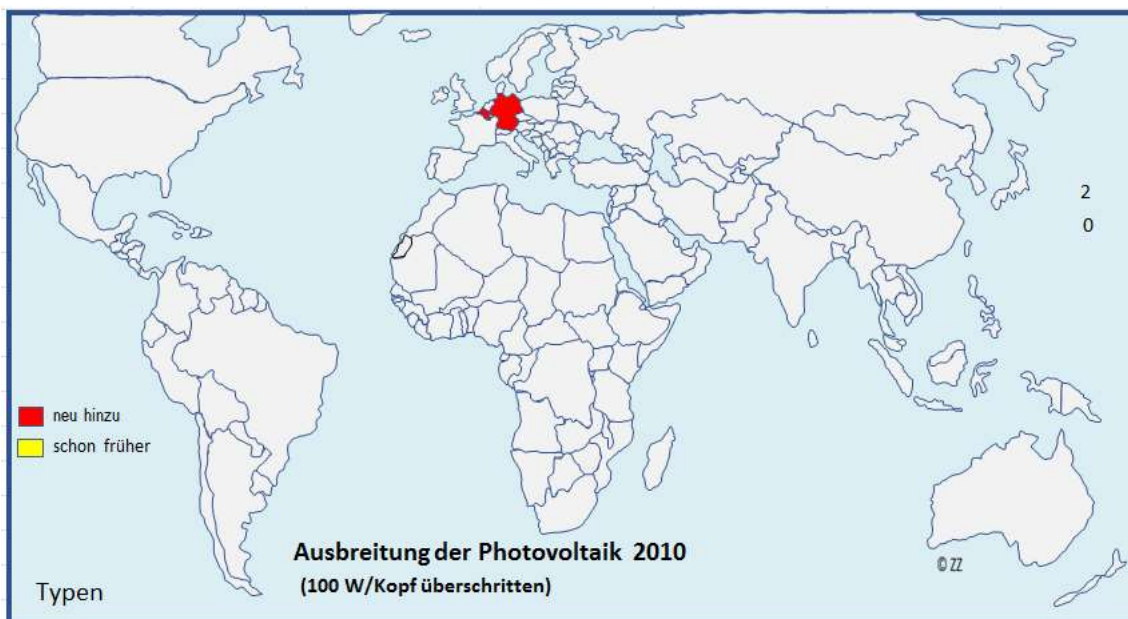 2
0
neu hinzu
schon früher
Ausbreitung der Photovoltaik 2010
(100 W/Kopf überschritten)
© ZZ
Typen